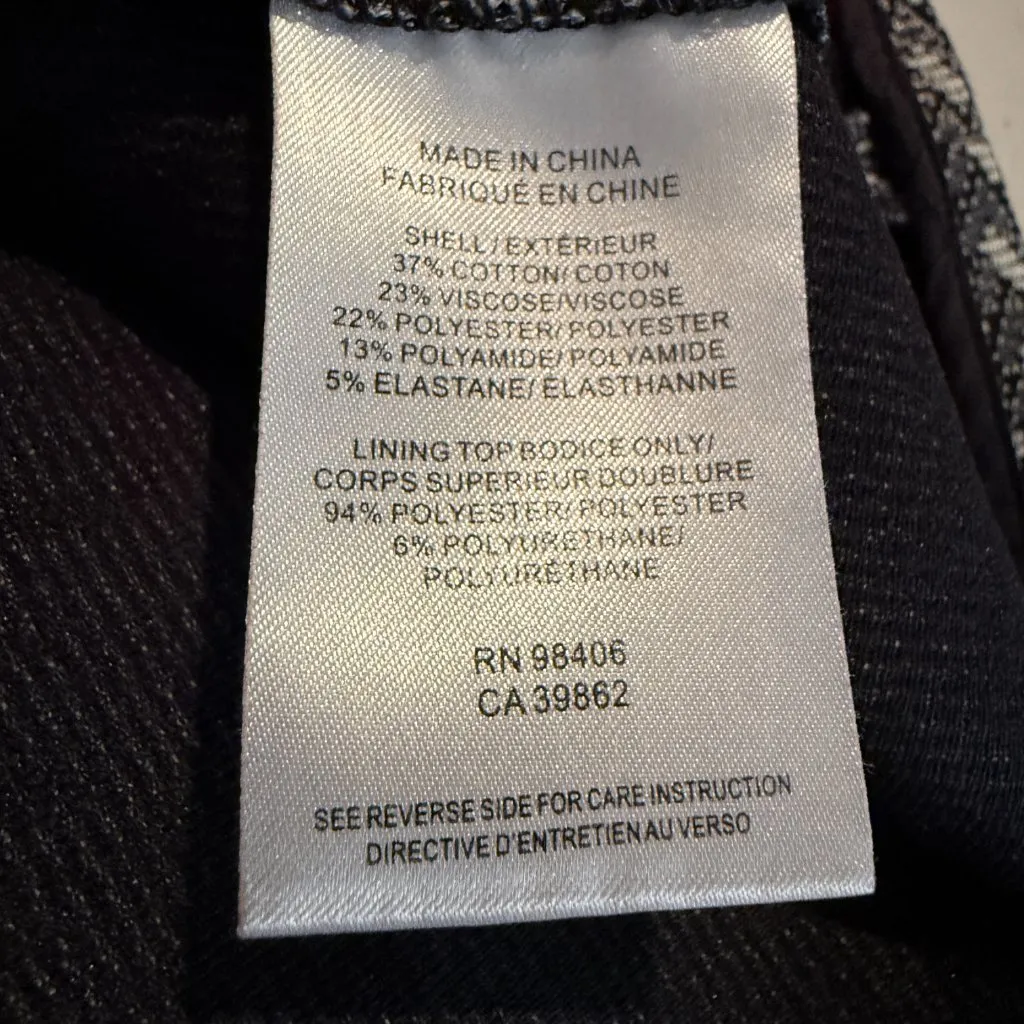 MADE IN CHINA
FABRIQUÉ EN CHINE
SHELL/EXTÉRIEUR
37% COTTON/ COTON
23% VISCOSE/VISCOSE
22% POLYESTER/ POLYESTER
13% POLYAMIDE/ POLYAMIDE
5% ELASTANE/ ELASTHANNE
LINING TOP BODICE ONLY/
CORPS SUPERIEUR DOUBLURE
94% POLYESTER/ POLYESTER
6% POLYURETHANE/
POLYURÉTHANE
RN 98406
CA 39862
SEE REVERSE SIDE FOR CARE INSTRUCTION
DIRECTIVE D'ENTRETIEN AU VERSO